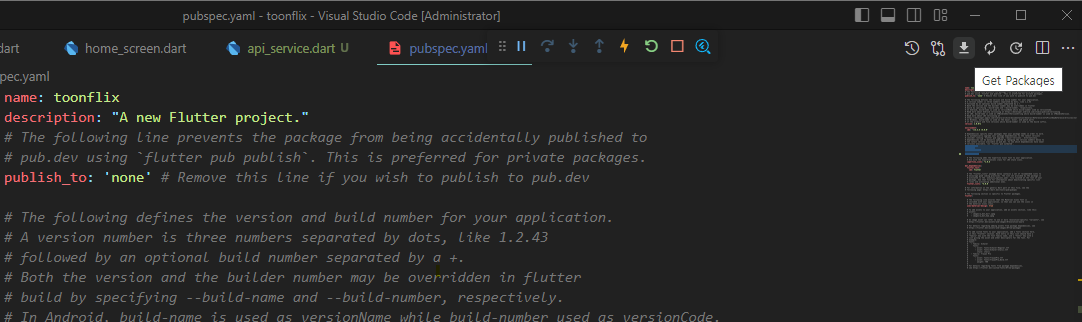 pubspec.yaml - toonflix - Visual Studio Code [Administrator]
dart
home_screen.dart
api_service.dart U
pubspec.yaml
Get Packages
pec.yaml
name: toonflix
description: "A new Flutter project."
# The following line prevents the package from being accidentally published to
# pub.dev using `flutter pub publish`. This is preferred for private packages.
publish_to: 'none' # Remove this line if you wish to publish to pub.dev
# The following defines the version and build number for your application.
# A version number is three numbers separated by dots, like 1.2.43
# followed by an optional build number separated by a +.
# Both the version and the builder number may be overridden in flutter
# build by specifying --build-name and --build-number, respectively.
# In Android, build-name is used as versionName while build-number used as versionCode.